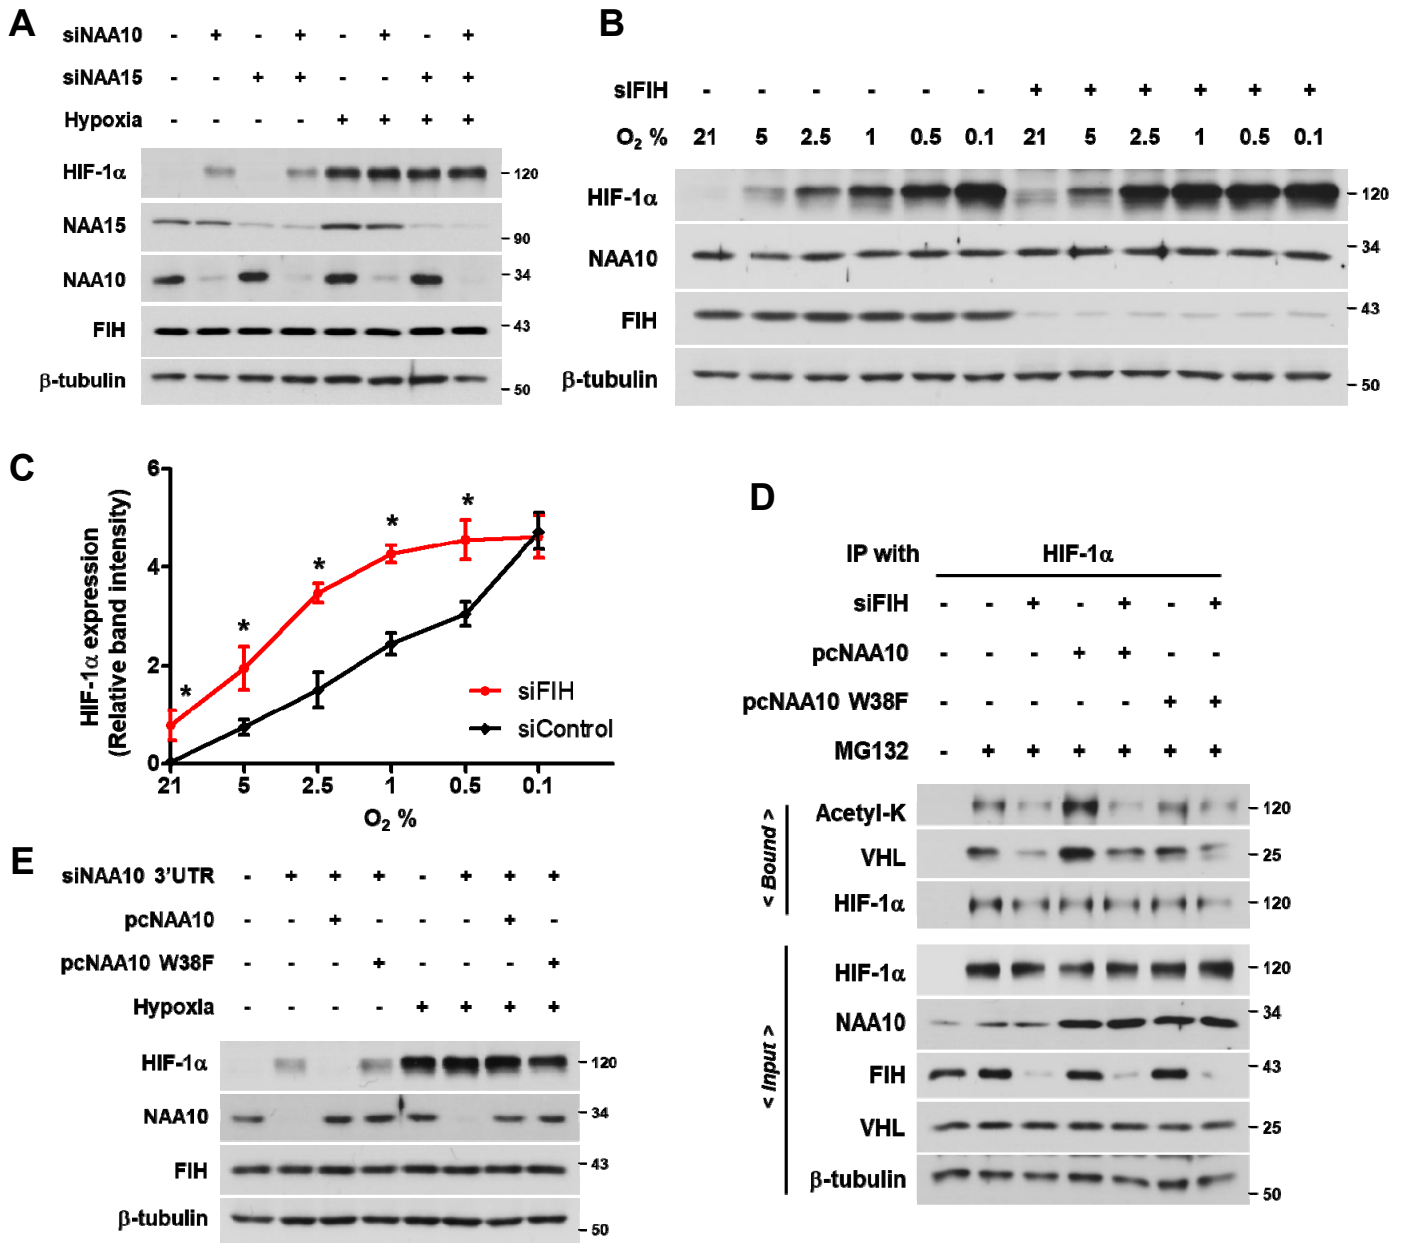 A
siNAA10 - + - + - + - +
siNAA15 - - + + - - + +
Hypoxia - - - - + + + +
HIF-1α 120
NAA15 90
NAA10 34
FIH 43
β-tubulin 50
B
siFIH - - - - - - + + + + + +
O₂ % 21 5 2.5 1 0.5 0.1 21 5 2.5 1 0.5 0.1
HIF-1α 120
NAA10 34
FIH 43
β-tubulin 50
C
HIF-1α expression
(Relative band intensity)
6
4
2
0
* * * * *
siFIH
siControl
21 5 2.5 1 0.5 0.1
O₂ %
D
IP with HIF-1α
siFIH - - + - + - +
pcNAA10 - - - + + - -
pcNAA10 W38F - - - - - + +
MG132 - + + + + + +
< Bound >
Acetyl-K 120
VHL 25
HIF-1α 120
< Input >
HIF-1α 120
NAA10 34
FIH 43
VHL 25
β-tubulin 50
E
siNAA10 3'UTR - + + + - + + +
pcNAA10 - - + - - - + -
pcNAA10 W38F - - - + - - - +
Hypoxia - - - - + + + +
HIF-1α 120
NAA10 34
FIH 43
β-tubulin 50